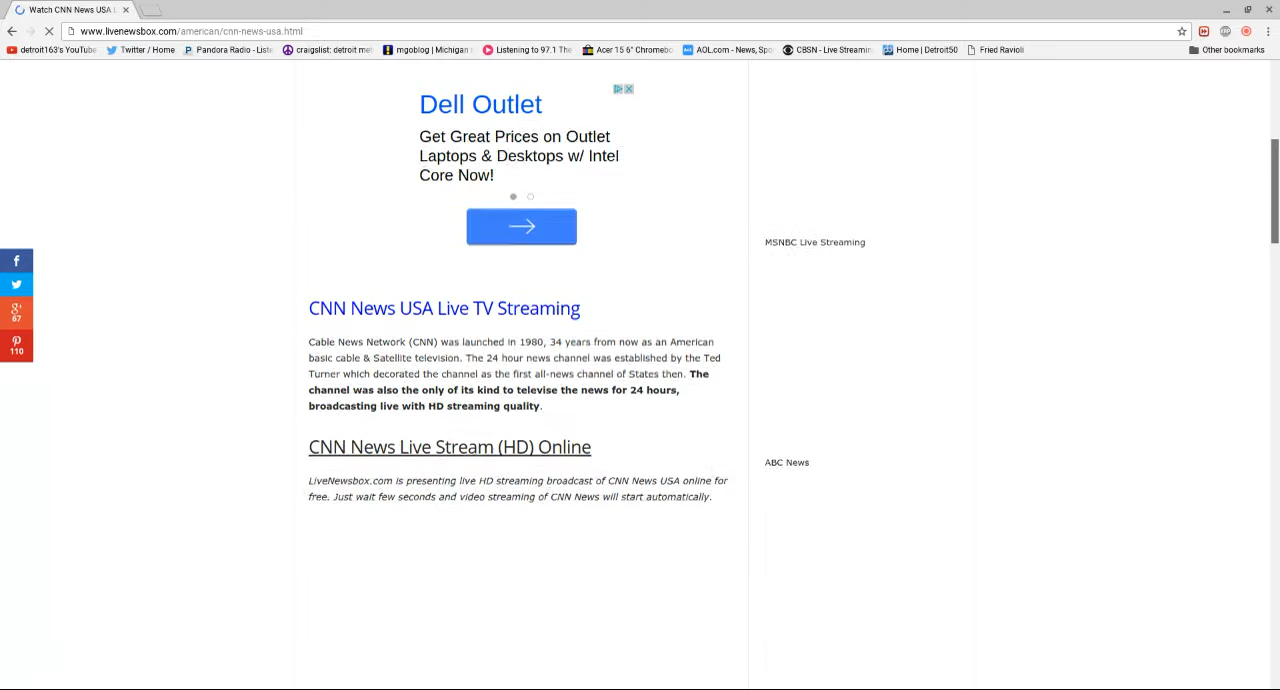 Watch CNN News USA L
www.livenewsbox.com/american/cnn-news-usa.html
detroit163's YouTube
Twitter / Home
Pandora Radio - Liste
craigslist: detroit met
mgoblog | Michigan
Listening to 97.1 The
Acer 15 6" Chromebo
AOL.com - News, Spo
CBSN - Live Streamin
Home | Detroit50
Fried Ravioli
Other bookmarks
Dell Outlet
Get Great Prices on Outlet
Laptops & Desktops w/ Intel
Core Now!
MSNBC Live Streaming
67
110
CNN News USA Live TV Streaming
Cable News Network (CNN) was launched in 1980, 34 years from now as an American
basic cable & Satellite television. The 24 hour news channel was established by the Ted
Turner which decorated the channel as the first all-news channel of States then. The
channel was also the only of its kind to televise the news for 24 hours,
broadcasting live with HD streaming quality.
CNN News Live Stream (HD) Online
ABC News
LiveNewsbox.com is presenting live HD streaming broadcast of CNN News USA online for
free. Just wait few seconds and video streaming of CNN News will start automatically.